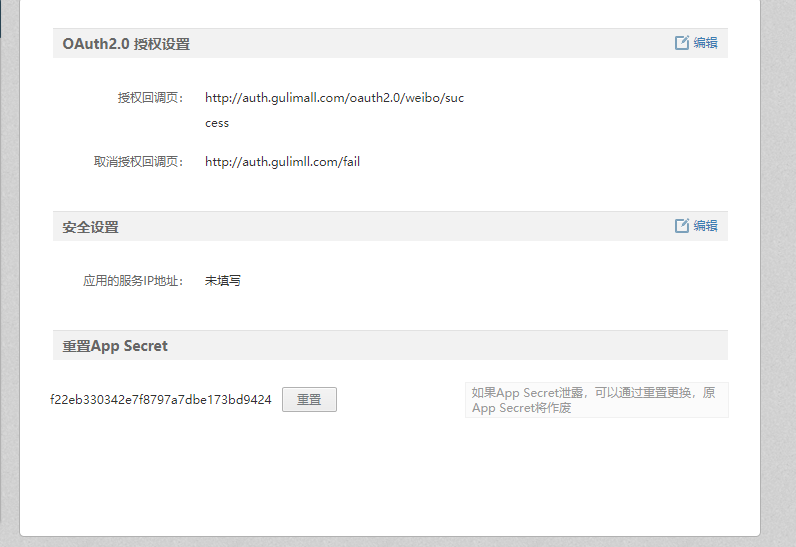 OAuth2.0 授权设置
编辑
授权回调页：
http://auth.gulimall.com/oauth2.0/weibo/suc
cess
取消授权回调页：
http://auth.gulimll.com/fail
安全设置
编辑
应用的服务IP地址：
未填写
重置App Secret
f22eb330342e7f8797a7dbe173bd9424
重置
如果App Secret泄露，可以通过重置更换，原
App Secret将作废